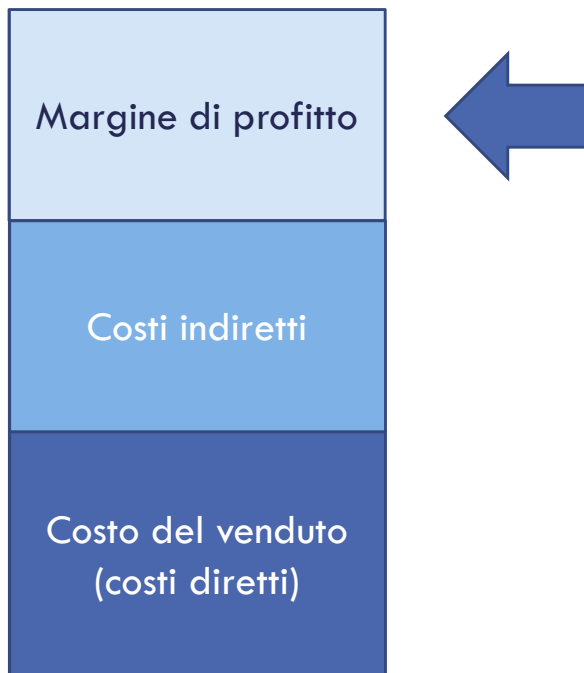 Margine di profitto
Costi indiretti
Costo del venduto
(costi diretti)